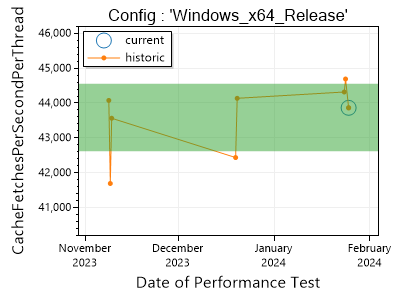 Config : 'Windows_x64_Release'
CacheFetchesPerSecondPerThread
46,000
45,000
44,000
43,000
42,000
41,000
current
historic
November
2023
December
2023
January
2024
February
2024
Date of Performance Test